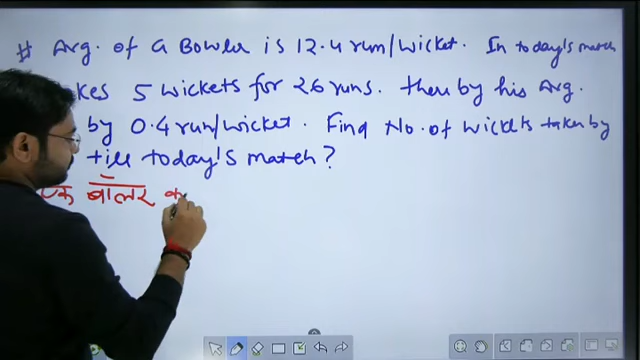 # Avg. of a Bowler is 12.4 run/wicket. In today's match
kes 5 wickets for 26 runs. then by his Avg.
by 0.4 run/wicket. Find No. of wickets taken by
till today's match?
एक बॉलर क